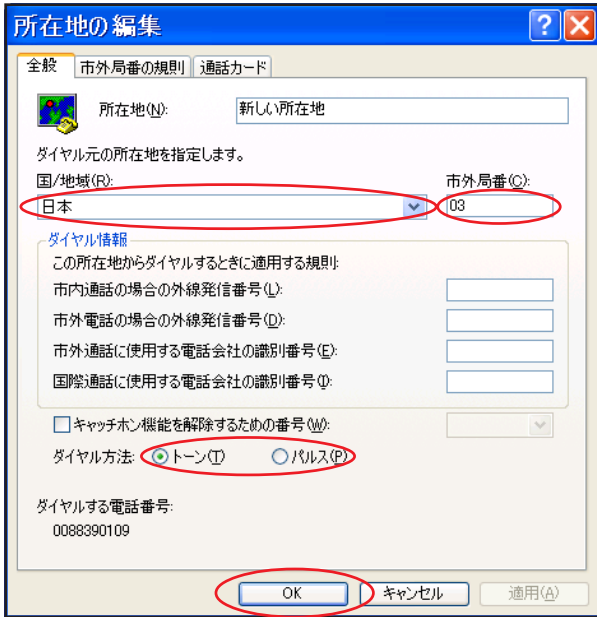 所在地の編集
全般 市外局番の規則 通話カード
所在地(N): 新しい所在地
ダイヤル元の所在地を指定します。
国/地域(R): 市外局番(C):
日本 03
ダイヤル情報
この所在地からダイヤルするときに適用する規則:
市内通話の場合の外線発信番号(L):
市外電話の場合の外線発信番号(D):
市外通話に使用する電話会社の識別番号(E):
国際通話に使用する電話会社の識別番号(I):
キャッチホン機能を解除するための番号(W):
ダイヤル方法: トーン(T) パルス(P)
ダイヤルする電話番号:
0088390109
OK キャンセル 適用(A)